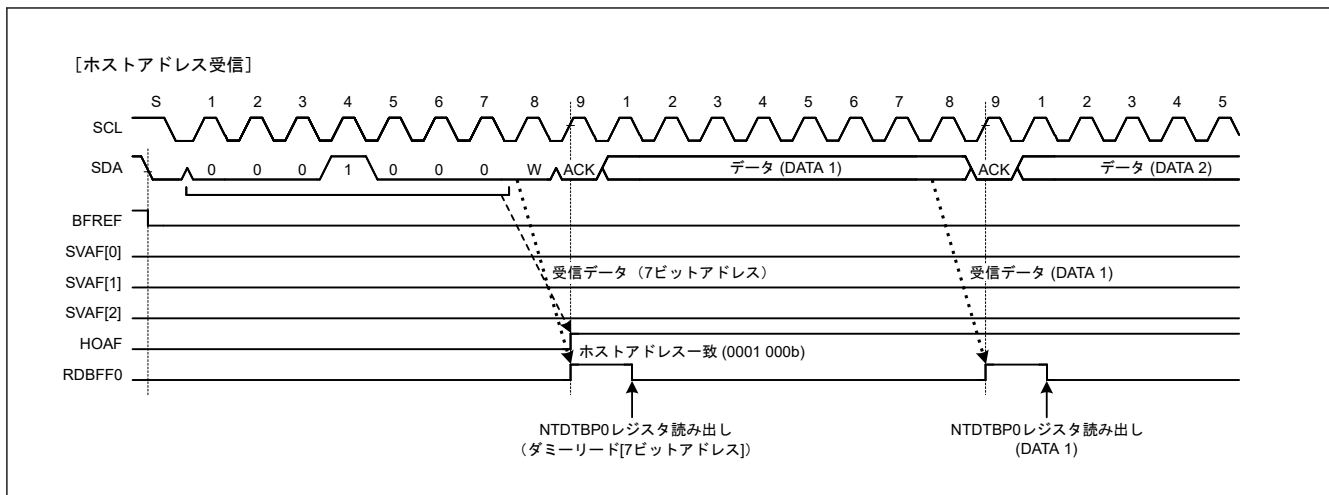 ［ホストアドレス受信］
S 1 2 3 4 5 6 7 8 9 1 2 3 4 5 6 7 8 9 1 2 3 4 5
SCL
SDA 0 0 0 1 0 0 0 W ACK データ (DATA 1) ACK データ (DATA 2)
BFREF
SVAF[0]
SVAF[1] 受信データ（7ビットアドレス） 受信データ (DATA 1)
SVAF[2]
HOAF
ホストアドレス一致 (0001 000b)
RDBFF0
NTDTBP0レジスタ読み出し NTDTBP0レジスタ読み出し
（ダミーリード[7ビットアドレス]） (DATA 1)